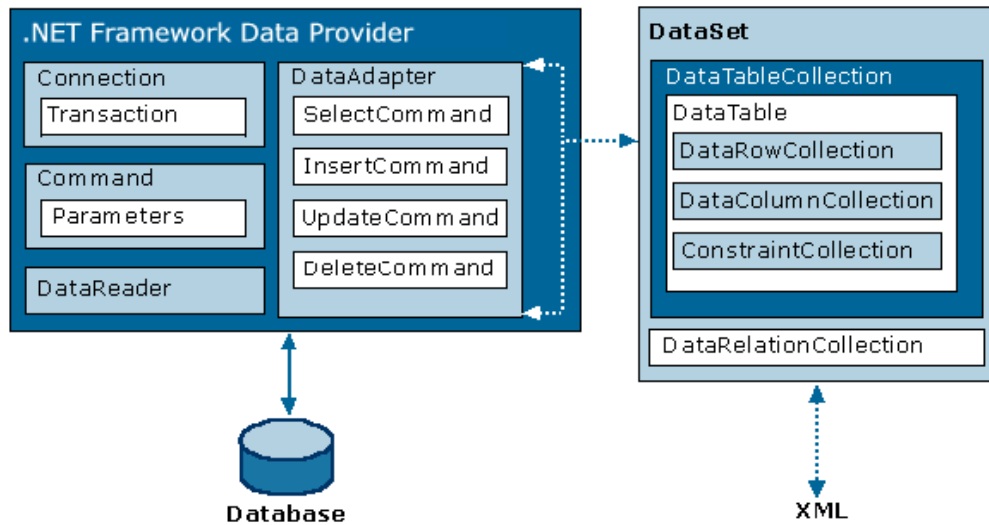 .NET Framework Data Provider
Connection
Transaction
Command
Parameters
DataReader
DataAdapter
SelectCommand
InsertCommand
UpdateCommand
DeleteCommand
Database
DataSet
DataTableCollection
DataTable
DataRowCollection
DataColumnCollection
ConstraintCollection
DataRelationCollection
XML